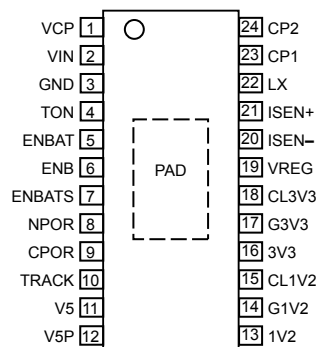 VCP 1 24 CP2
VIN 2 23 CP1
GND 3 22 LX
TON 4 21 ISEN+
ENBAT 5 20 ISEN–
ENB 6 19 VREG
ENBATS 7 PAD 18 CL3V3
NPOR 8 17 G3V3
CPOR 9 16 3V3
TRACK 10 15 CL1V2
V5 11 14 G1V2
V5P 12 13 1V2